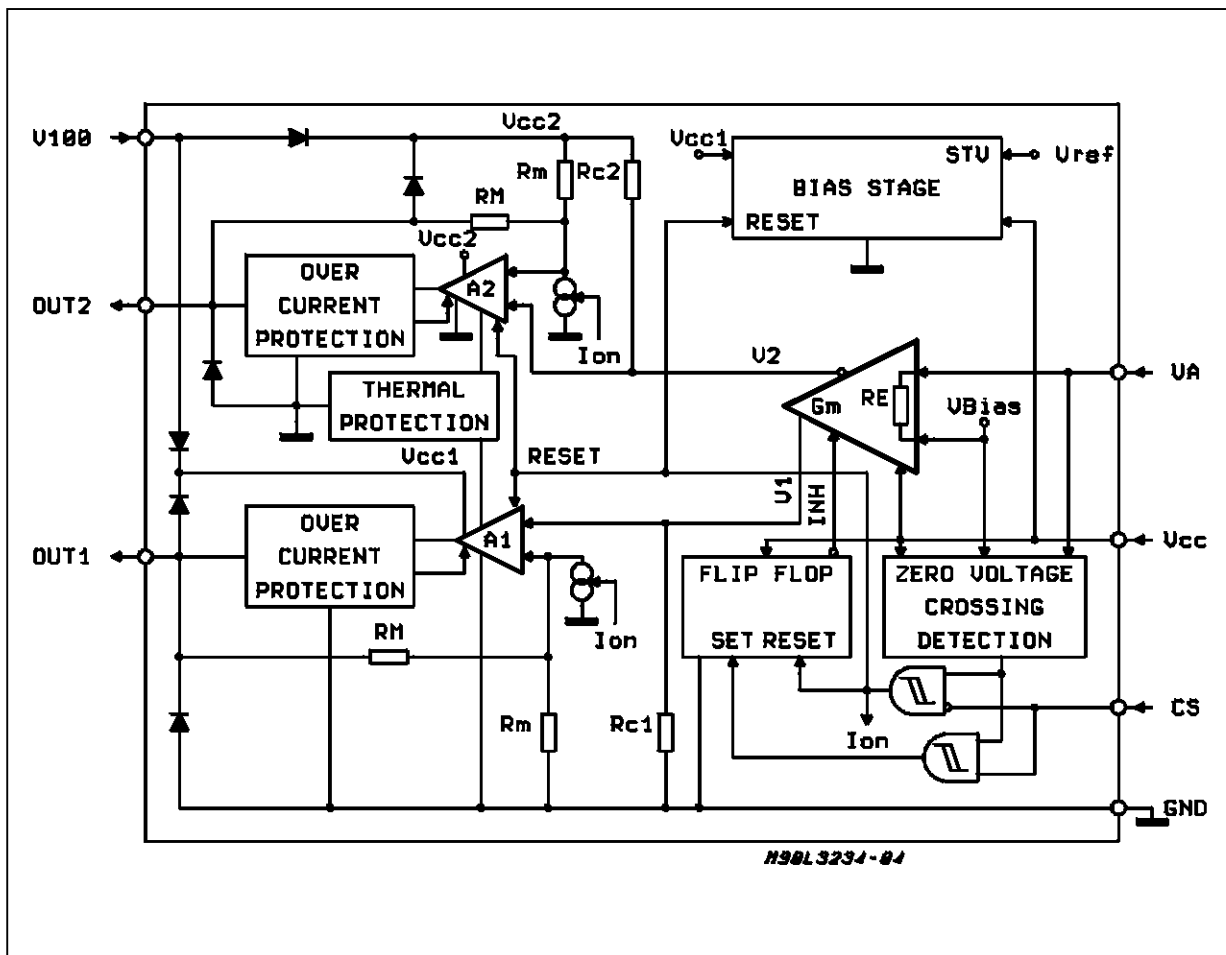 V100
Vcc2
Vcc1
STV
Vref
Rm
Rc2
BIAS STAGE
RM
RESET
Vcc2
OVER
CURRENT
PROTECTION
A2
OUT2
Ion
V2
THERMAL
PROTECTION
Gm
RE
VA
VBias
Vcc1
RESET
V1
INH
OVER
CURRENT
PROTECTION
A1
OUT1
Vcc
FLIP FLOP
SET RESET
ZERO VOLTAGE
CROSSING
DETECTION
Ion
RM
Rm
Rc1
Ion
CS
GND
M90L3234-04